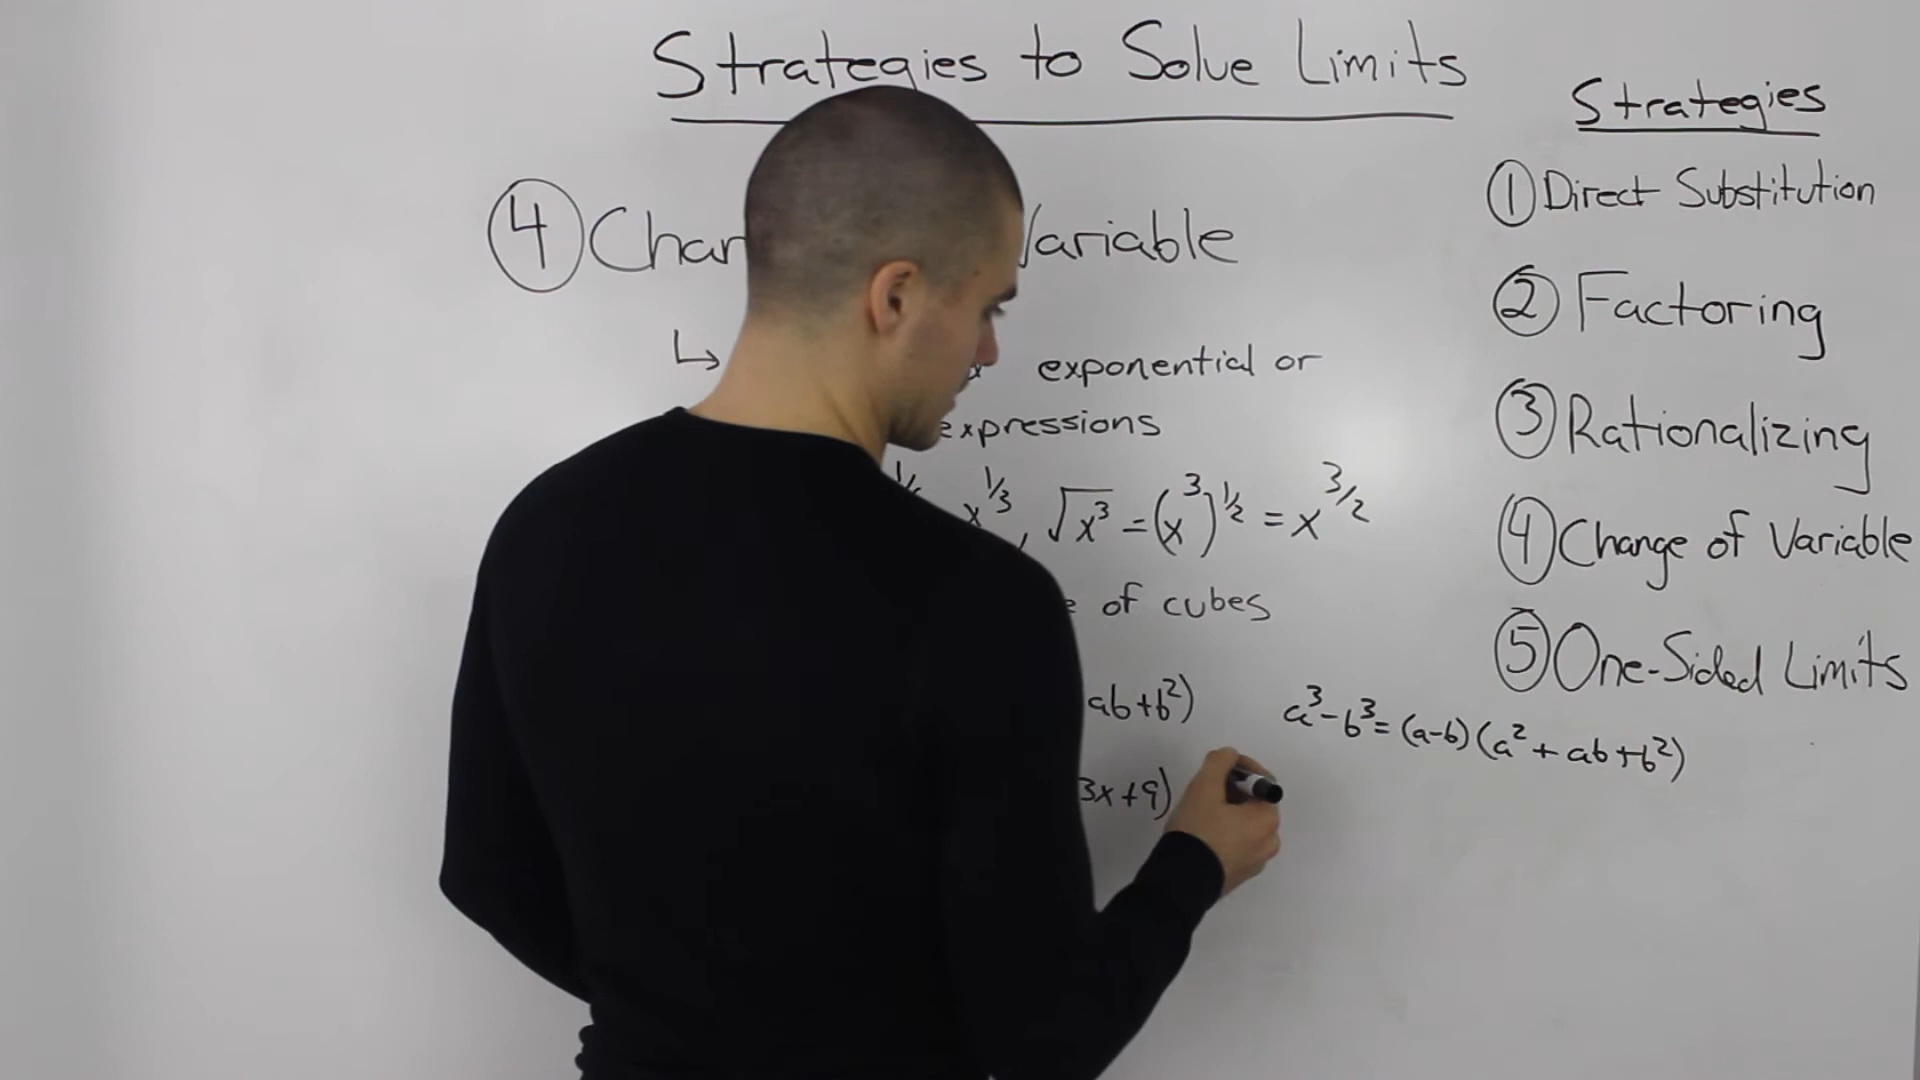 Strategies to Solve Limits
④ Chan Variable
↳ exponential or
expressions
x^1/3, √x³ = (x³)^1/2 = x^3/2
of cubes
ab+b²)
3x+9)
a³-b³=(a-b)(a²+ab+b²)
Strategies
① Direct Substitution
② Factoring
③ Rationalizing
④ Change of Variable
⑤ One-Sided Limits